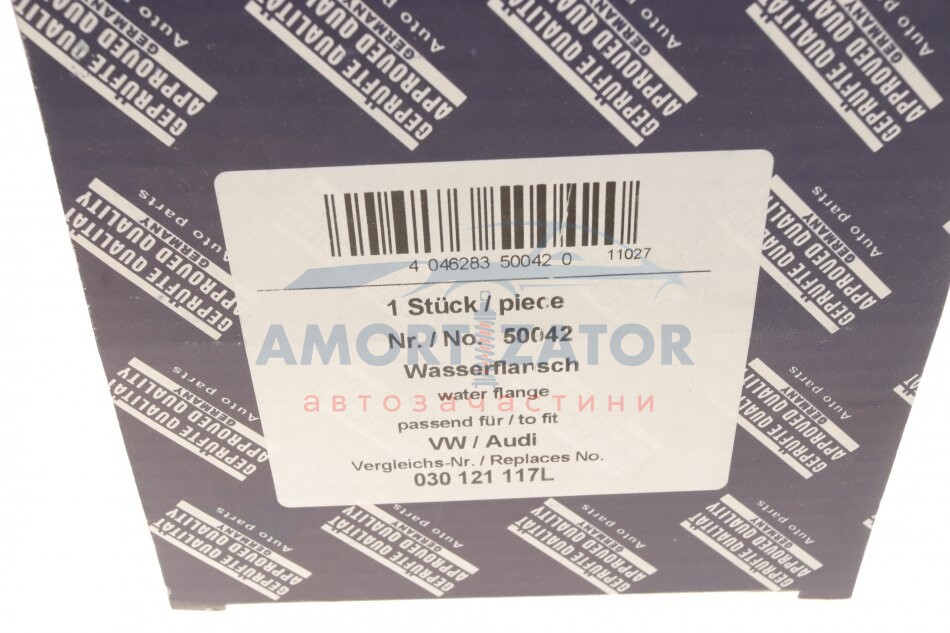 4 046283 50042 0 11027
1 Stück / piece
Nr. / No. 50042
AMORTIZATOR
Wasserflansch
water flange
автозапчастини
passend für / to fit
VW / Audi
Vergleichs-Nr. / Replaces No.
030 121 117L
GEPRÜFTE QUALITÄT
GERMANY
APPROVED QUALITY
Auto parts